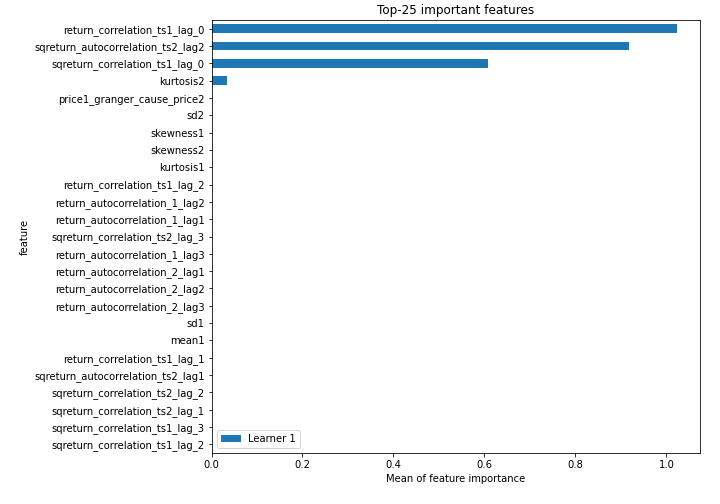 Top-25 important features
return_correlation_ts1_lag_0
sqreturn_autocorrelation_ts2_lag2
sqreturn_correlation_ts1_lag_0
kurtosis2
price1_granger_cause_price2
sd2
skewness1
skewness2
kurtosis1
return_correlation_ts1_lag_2
return_autocorrelation_1_lag2
return_autocorrelation_1_lag1
sqreturn_correlation_ts2_lag_3
return_autocorrelation_1_lag3
return_autocorrelation_2_lag1
return_autocorrelation_2_lag2
return_autocorrelation_2_lag3
sd1
mean1
return_correlation_ts1_lag_1
sqreturn_autocorrelation_ts2_lag1
sqreturn_correlation_ts2_lag_2
sqreturn_correlation_ts2_lag_1
sqreturn_correlation_ts1_lag_3
sqreturn_correlation_ts1_lag_2
feature
Learner 1
0.0 0.2 0.4 0.6 0.8 1.0
Mean of feature importance